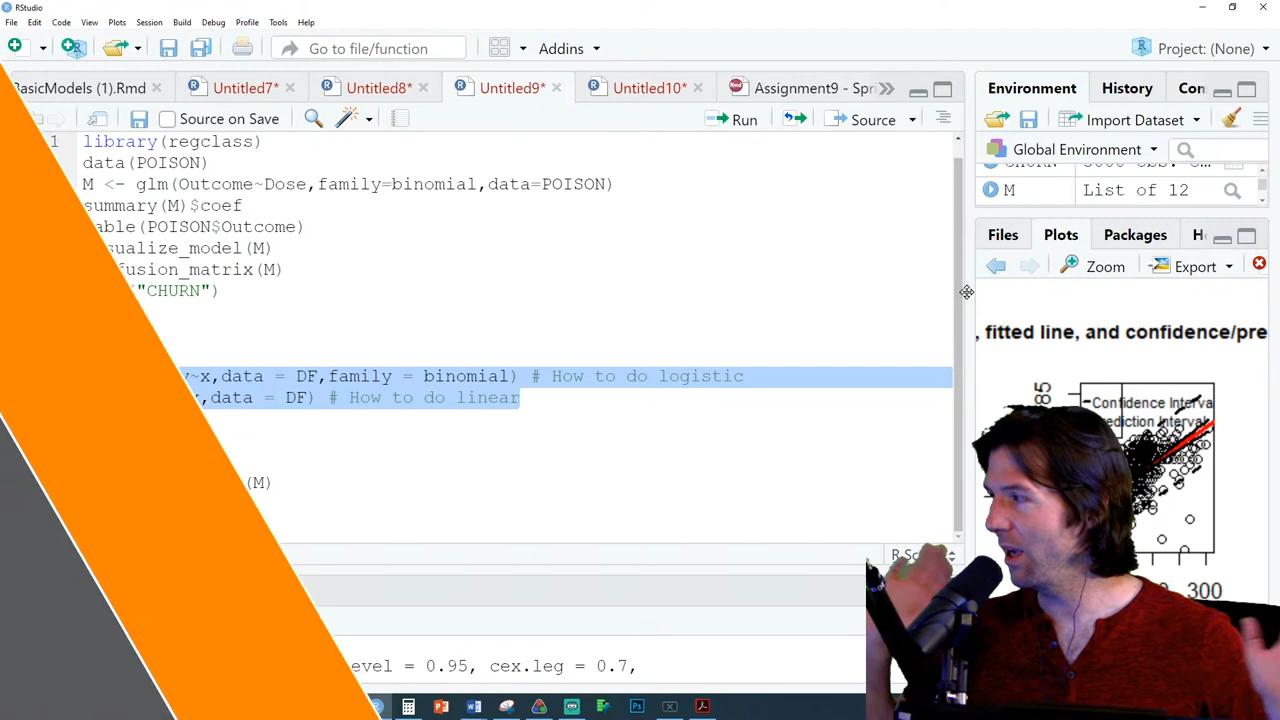 RStudio
File Edit Code View Plots Session Build Debug Profile Tools Help
Go to file/function
Addins
Project: (None)
BasicModels (1).Rmd
Untitled7*
Untitled8*
Untitled9*
Untitled10*
Assignment9 - Spri
Source on Save
Run
Source
1 library(regclass)
data(POISON)
M <- glm(Outcome~Dose,family=binomial,data=POISON)
summary(M)$coef
able(POISON$Outcome)
sualize_model(M)
fusion_matrix(M)
"CHURN")
y~x,data = DF,family = binomial) # How to do logistic
x,data = DF) # How to do linear
(M)
R Sc
evel = 0.95, cex.leg = 0.7,
Environment History Con
Import Dataset
Global Environment
M List of 12
Files Plots Packages
Zoom Export
, fitted line, and confidence/pre
85
Confidence Interva
rediction Interval
300